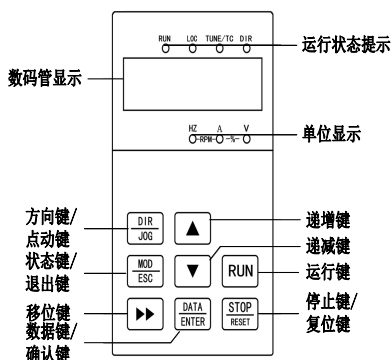 RUN LOC TUNE/TC DIR
运行状态提示
数码管显示
HZ A V
RPM %
单位显示
方向键/
点动键
DIR
JOG
递增键
状态键/
退出键
MOD
ESC
递减键
RUN
运行键
移位键
数据键/
确认键
DATA
ENTER
STOP
RESET
停止键/
复位键